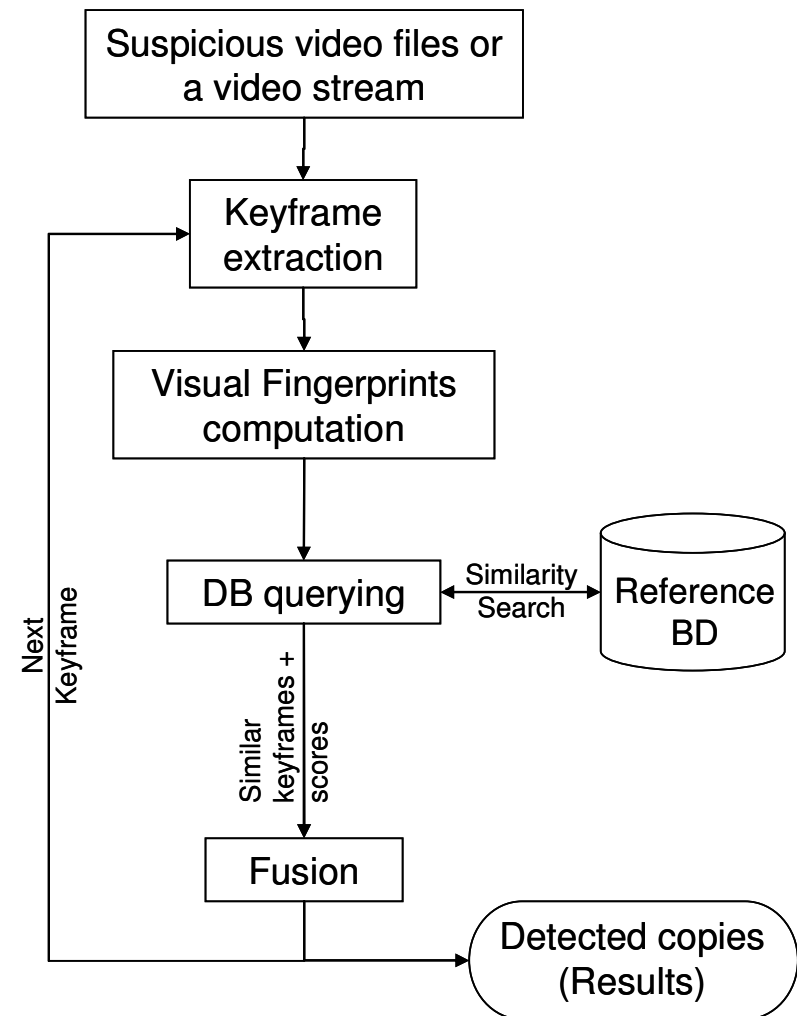 Suspicious video files or
a video stream
Keyframe
extraction
Visual Fingerprints
computation
DB querying
Similarity
Search
Reference
BD
Next
Keyframe
Similar
keyframes +
scores
Fusion
Detected copies
(Results)